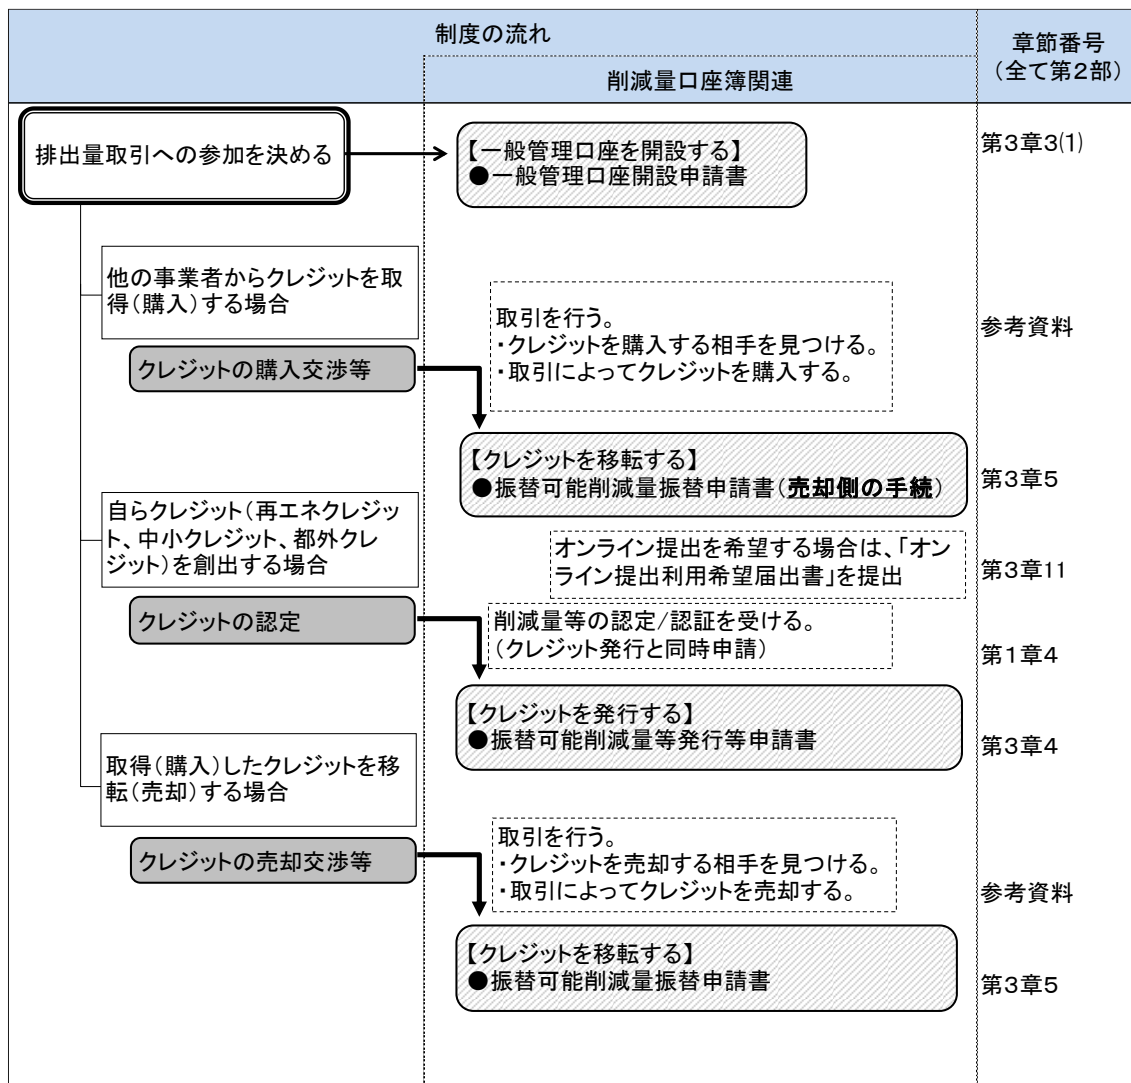 制度の流れ
削減量口座簿関連
章節番号
(全て第2部)
排出量取引への参加を決める
【一般管理口座を開設する】
●一般管理口座開設申請書
第3章3(1)
他の事業者からクレジットを取
得(購入)する場合
取引を行う。
・クレジットを購入する相手を見つける。
・取引によってクレジットを購入する。
参考資料
クレジットの購入交渉等
【クレジットを移転する】
●振替可能削減量振替申請書(売却側の手続)
第3章5
自らクレジット(再エネクレジッ
ト、中小クレジット、都外クレ
ジット)を創出する場合
オンライン提出を希望する場合は、「オン
ライン提出利用希望届出書」を提出
第3章11
クレジットの認定
削減量等の認定/認証を受ける。
(クレジット発行と同時申請)
第1章4
【クレジットを発行する】
●振替可能削減量等発行等申請書
第3章4
取得(購入)したクレジットを移
転(売却)する場合
クレジットの売却交渉等
取引を行う。
・クレジットを売却する相手を見つける。
・取引によってクレジットを売却する。
参考資料
【クレジットを移転する】
●振替可能削減量振替申請書
第3章5